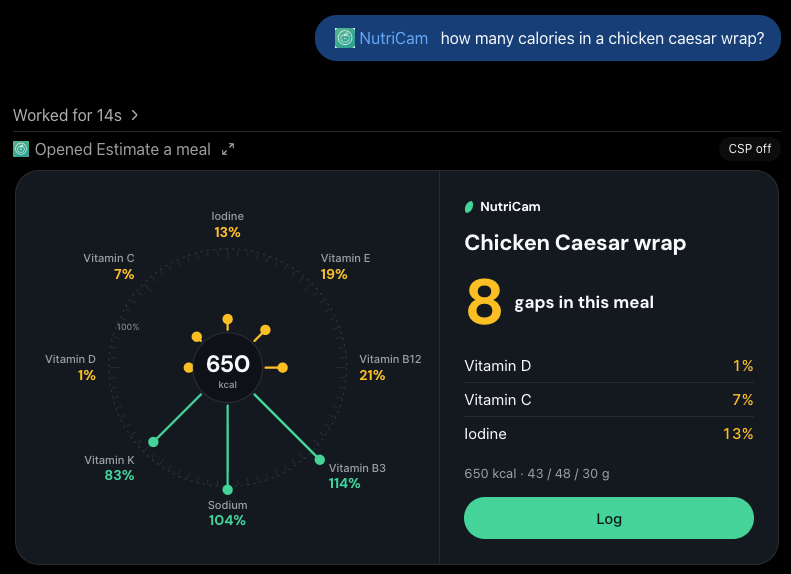 NutriCam how many calories in a chicken caesar wrap?
Worked for 14s
Opened Estimate a meal
CSP off
Iodine
13%
Vitamin C
7%
Vitamin E
19%
100%
Vitamin D
1%
650
kcal
Vitamin B12
21%
Vitamin K
83%
Vitamin B3
114%
Sodium
104%
NutriCam
Chicken Caesar wrap
8 gaps in this meal
Vitamin D 1%
Vitamin C 7%
Iodine 13%
650 kcal · 43 / 48 / 30 g
Log